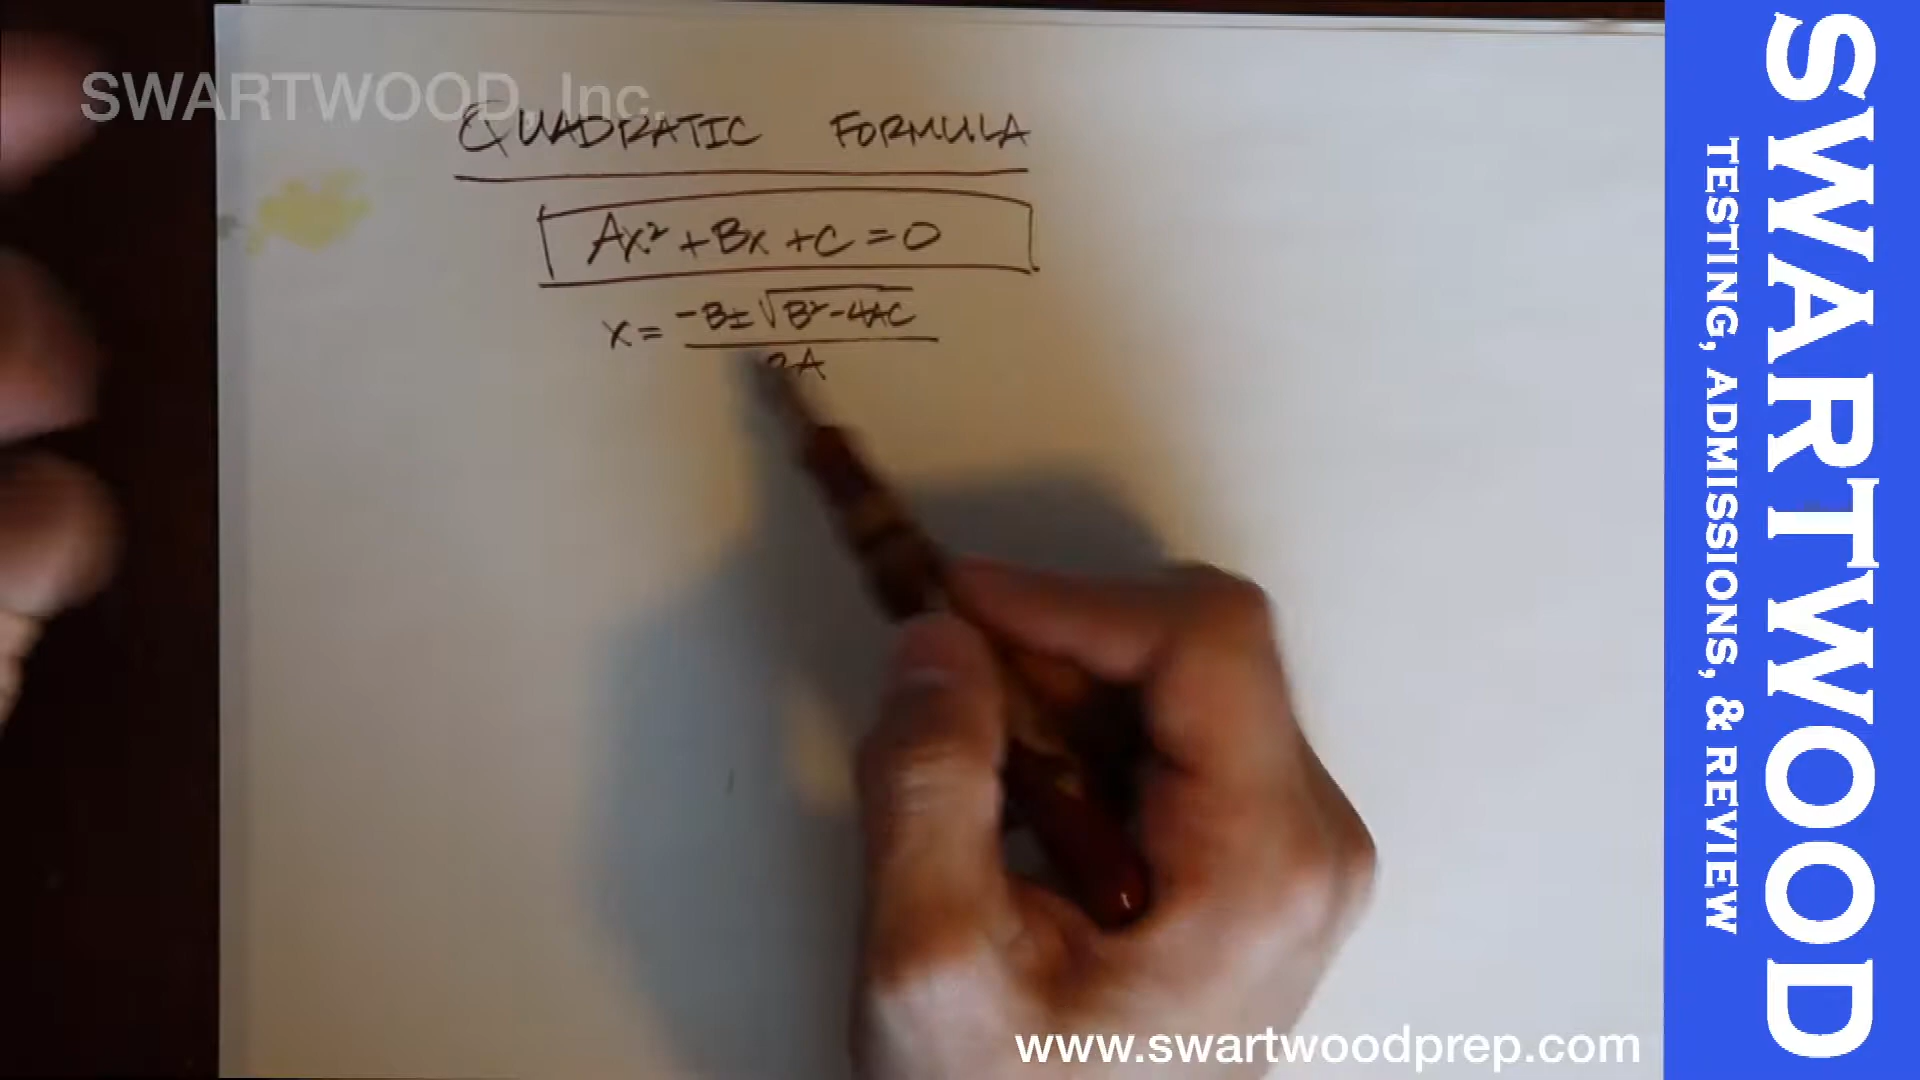 SWARTWOOD, Inc.
QUADRATIC FORMULA
Ax² + Bx + C = 0
x = -B ± √B² - 4AC
2A
SWARTWOOD
TESTING, ADMISSIONS, & REVIEW
www.swartwoodprep.com